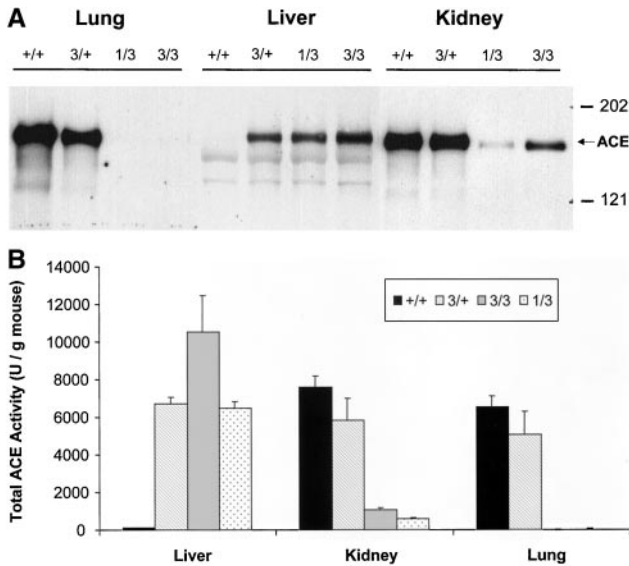 A
Lung
Liver
Kidney
+/+ 3/+ 1/3 3/3
+/+ 3/+ 1/3 3/3
+/+ 3/+ 1/3 3/3
202
ACE
121
B
Total ACE Activity (U / g mouse)
14000
12000
10000
8000
6000
4000
2000
0
+/+ 3/+ 3/3 1/3
Liver
Kidney
Lung